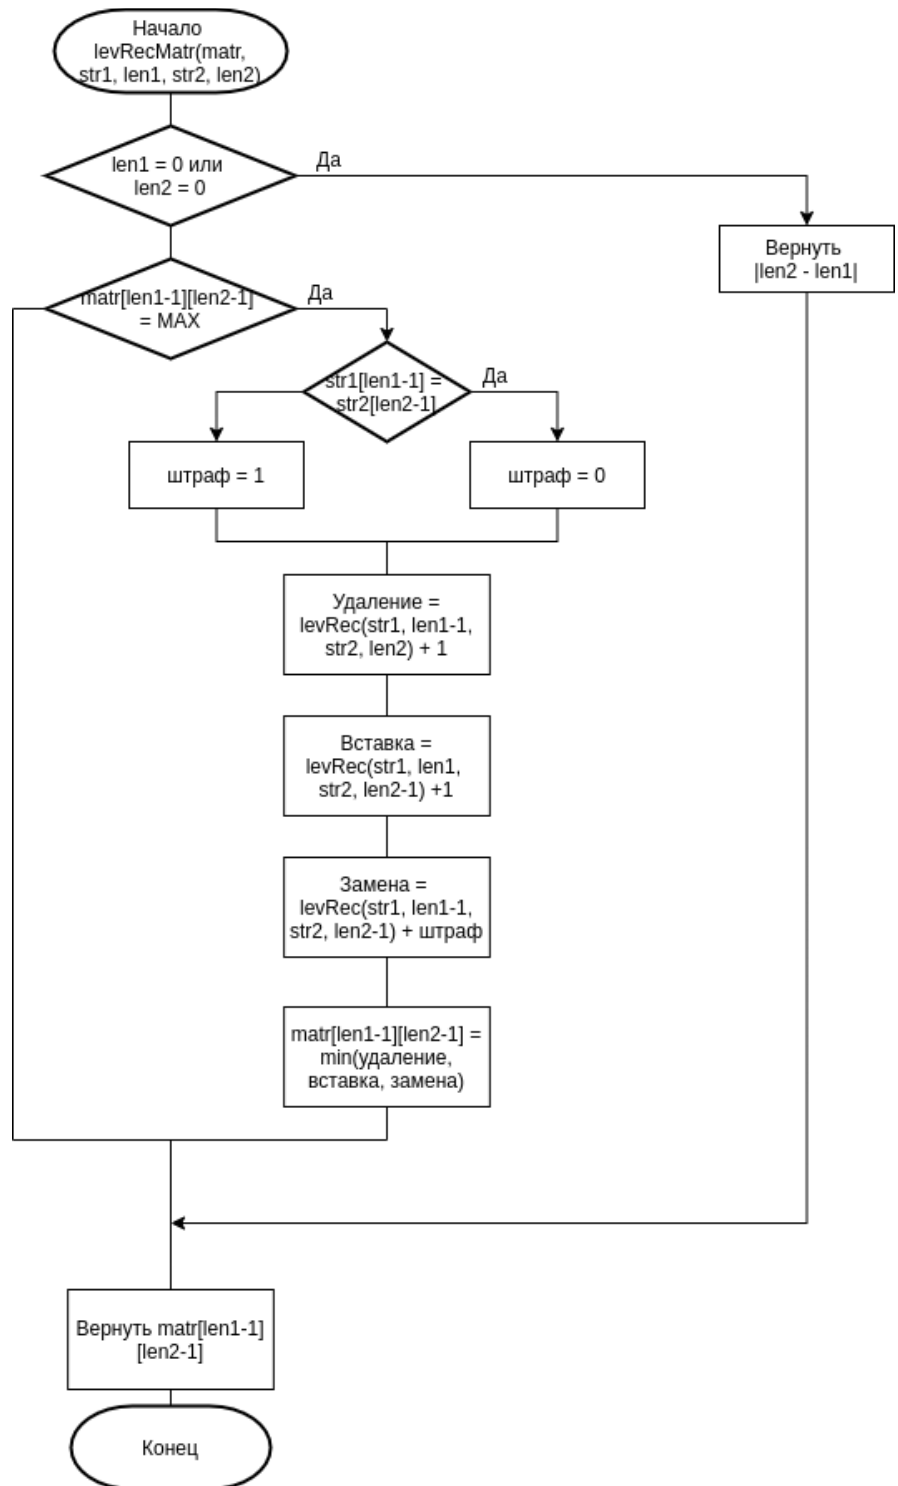 Начало
levRecMatr(matr,
str1, len1, str2, len2)
len1 = 0 или
len2 = 0
Да
Вернуть
|len2 - len1|
matr[len1-1][len2-1]
= MAX
Да
str1[len1-1] =
str2[len2-1]
Да
штраф = 1
штраф = 0
Удаление =
levRec(str1, len1-1,
str2, len2) + 1
Вставка =
levRec(str1, len1,
str2, len2-1) +1
Замена =
levRec(str1, len1-1,
str2, len2-1) + штраф
matr[len1-1][len2-1] =
min(удаление,
вставка, замена)
Вернуть matr[len1-1]
[len2-1]
Конец